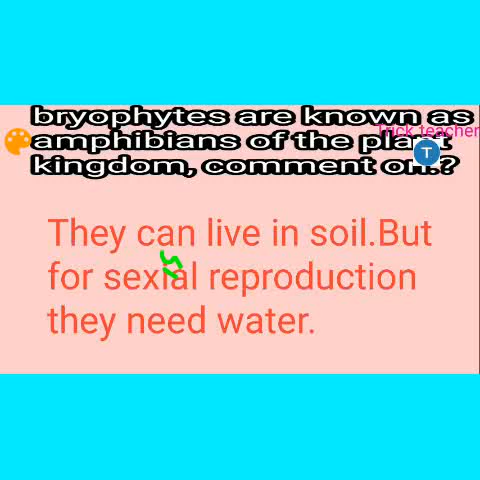 bryophytes are known as
Trick teacher
amphibians of the plant
T
kingdom, comment on.?
They can live in soil.But
for sexial reproduction
they need water.